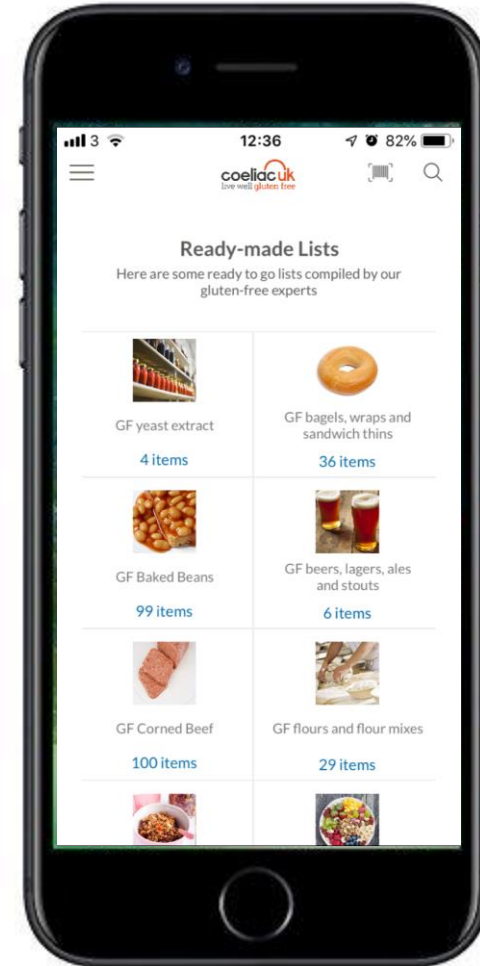 3 12:36 82%
coeliac uk
live well gluten free
Ready-made Lists
Here are some ready to go lists compiled by our
gluten-free experts
GF yeast extract
4 items
GF bagels, wraps and
sandwich thins
36 items
GF Baked Beans
99 items
GF beers, lagers, ales
and stouts
6 items
GF Corned Beef
100 items
GF flours and flour mixes
29 items